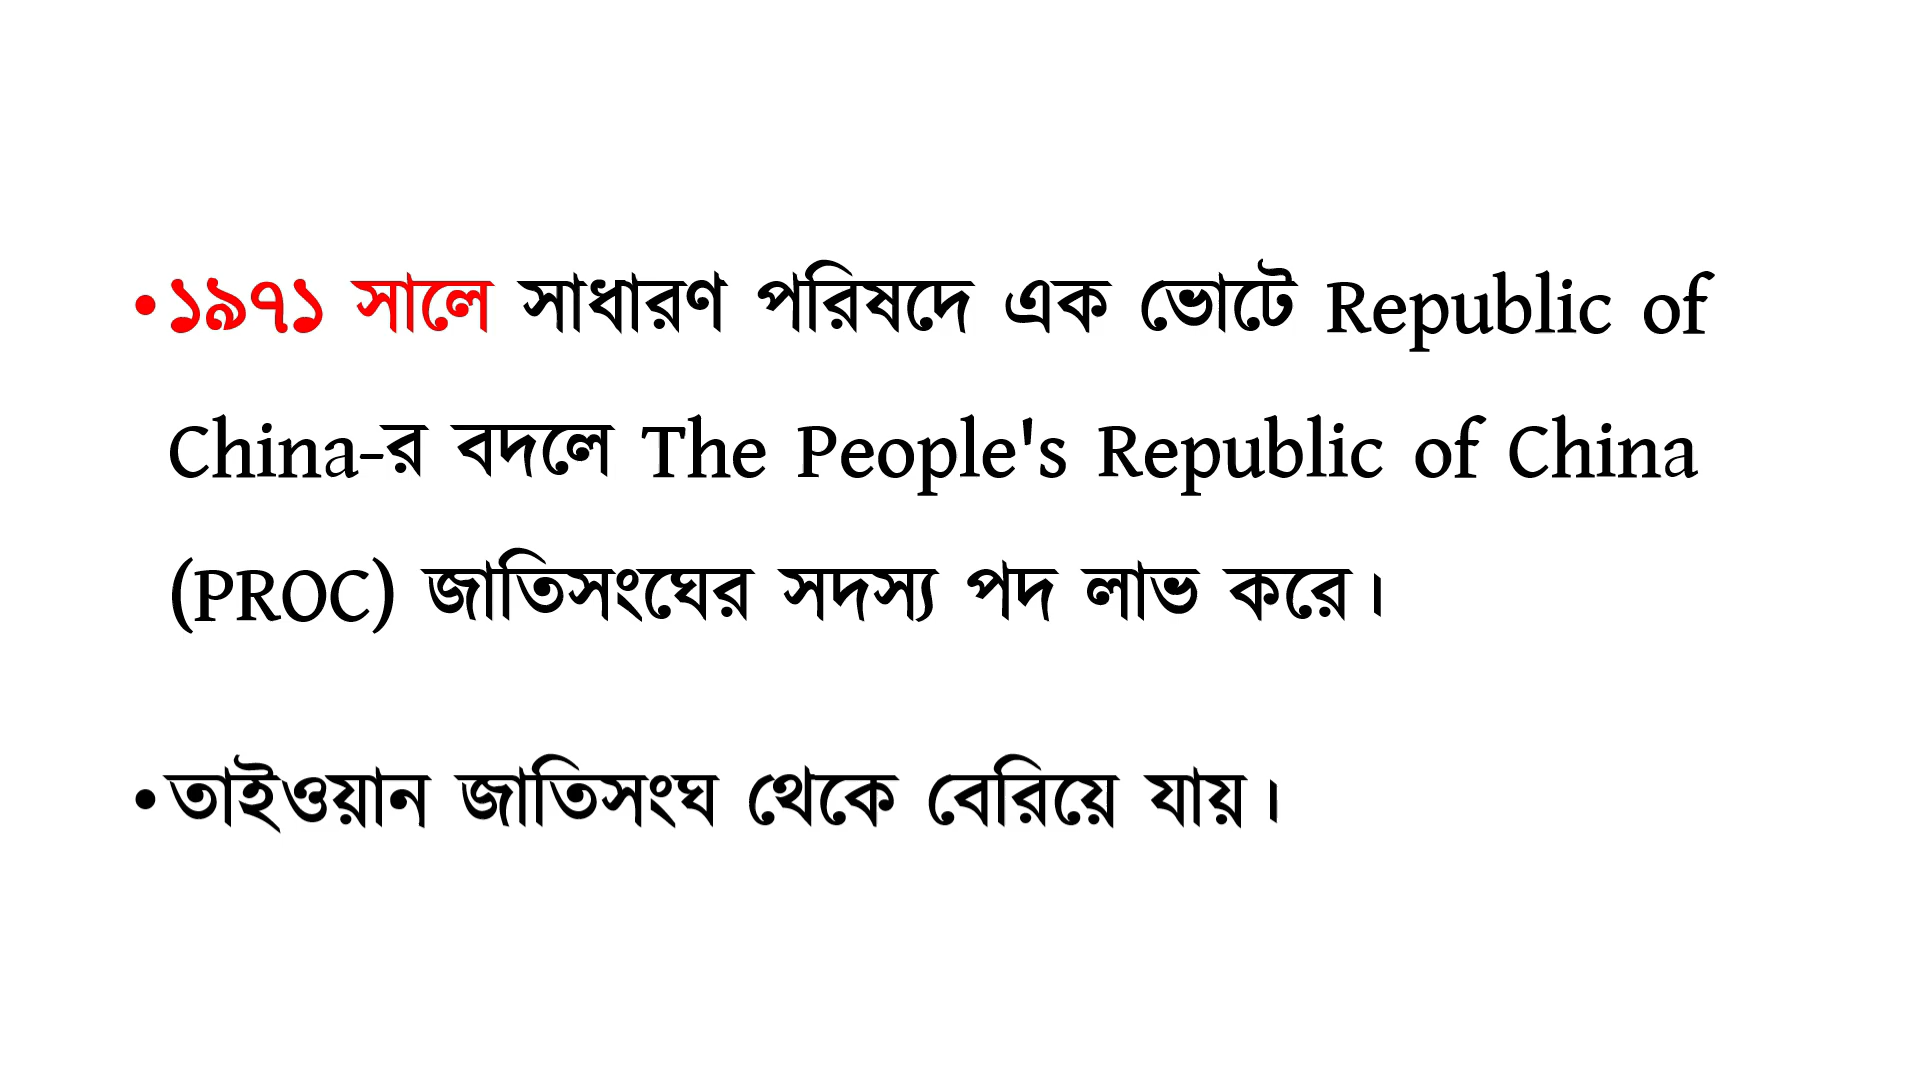 •১৯৭১ সালে সাধারণ পরিষদে এক ভোটে Republic of
China-র বদলে The People's Republic of China
(PROC) জাতিসংঘের সদস্য পদ লাভ করে।
•তাইওয়ান জাতিসংঘ থেকে বেরিয়ে যায়।